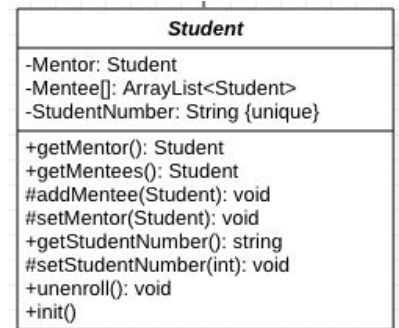 Student
-Mentor: Student
-Mentee[]: ArrayList<Student>
-StudentNumber: String {unique}
+getMentor(): Student
+getMentees(): Student
#addMentee(Student): void
#setMentor(Student): void
+getStudentNumber(): string
#setStudentNumber(int): void
+unenroll(): void
+init()